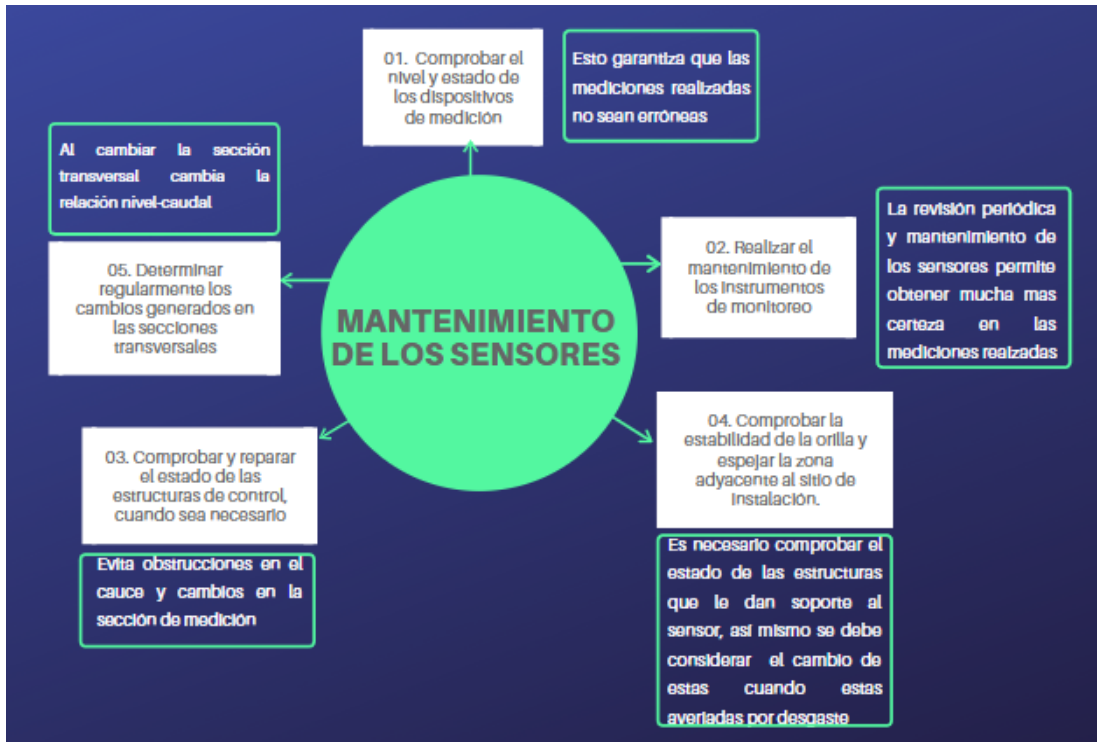 01. Comprobar el
nivel y estado de
los dispositivos
de medición
Esto garantiza que las
mediciones realizadas
no sean erróneas
Al cambiar la sección
transversal cambia la
relación nivel-caudal
05. Determinar
regularmente los
cambios generados en
las secciones
transversales
MANTENIMIENTO
DE LOS SENSORES
02. Realizar el
mantenimiento de
los instrumentos
de monitoreo
La revisión periódica
y mantenimiento de
los sensores permite
obtener mucha mas
certeza en las
mediciones realzadas
03. Comprobar y reparar
el estado de las
estructuras de control,
cuando sea necesario
Evita obstrucciones en el
cauce y cambios en la
sección de medición
04. Comprobar la
estabilidad de la orilla y
espejar la zona
adyacente al sitio de
instalación.
Es necesario comprobar el
estado de las estructuras
que le dan soporte al
sensor, así mismo se debe
considerar el cambio de
estas cuando estas
averiadas por desgaste